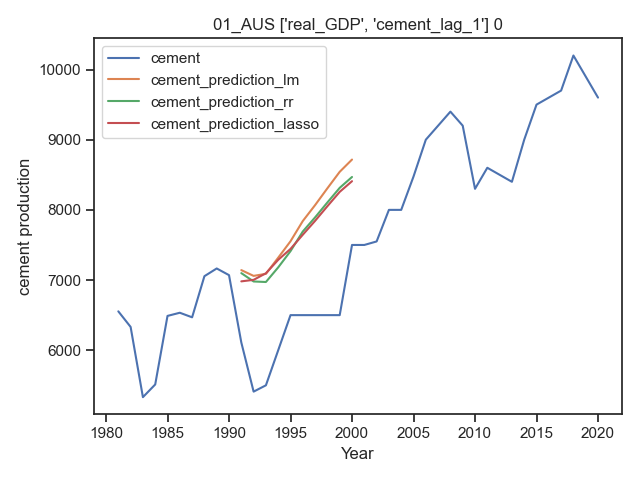 01_AUS ['real_GDP', 'cement_lag_1'] 0
cement
cement_prediction_lm
cement_prediction_rr
cement_prediction_lasso
cement production
10000
9000
8000
7000
6000
1980 1985 1990 1995 2000 2005 2010 2015 2020
Year